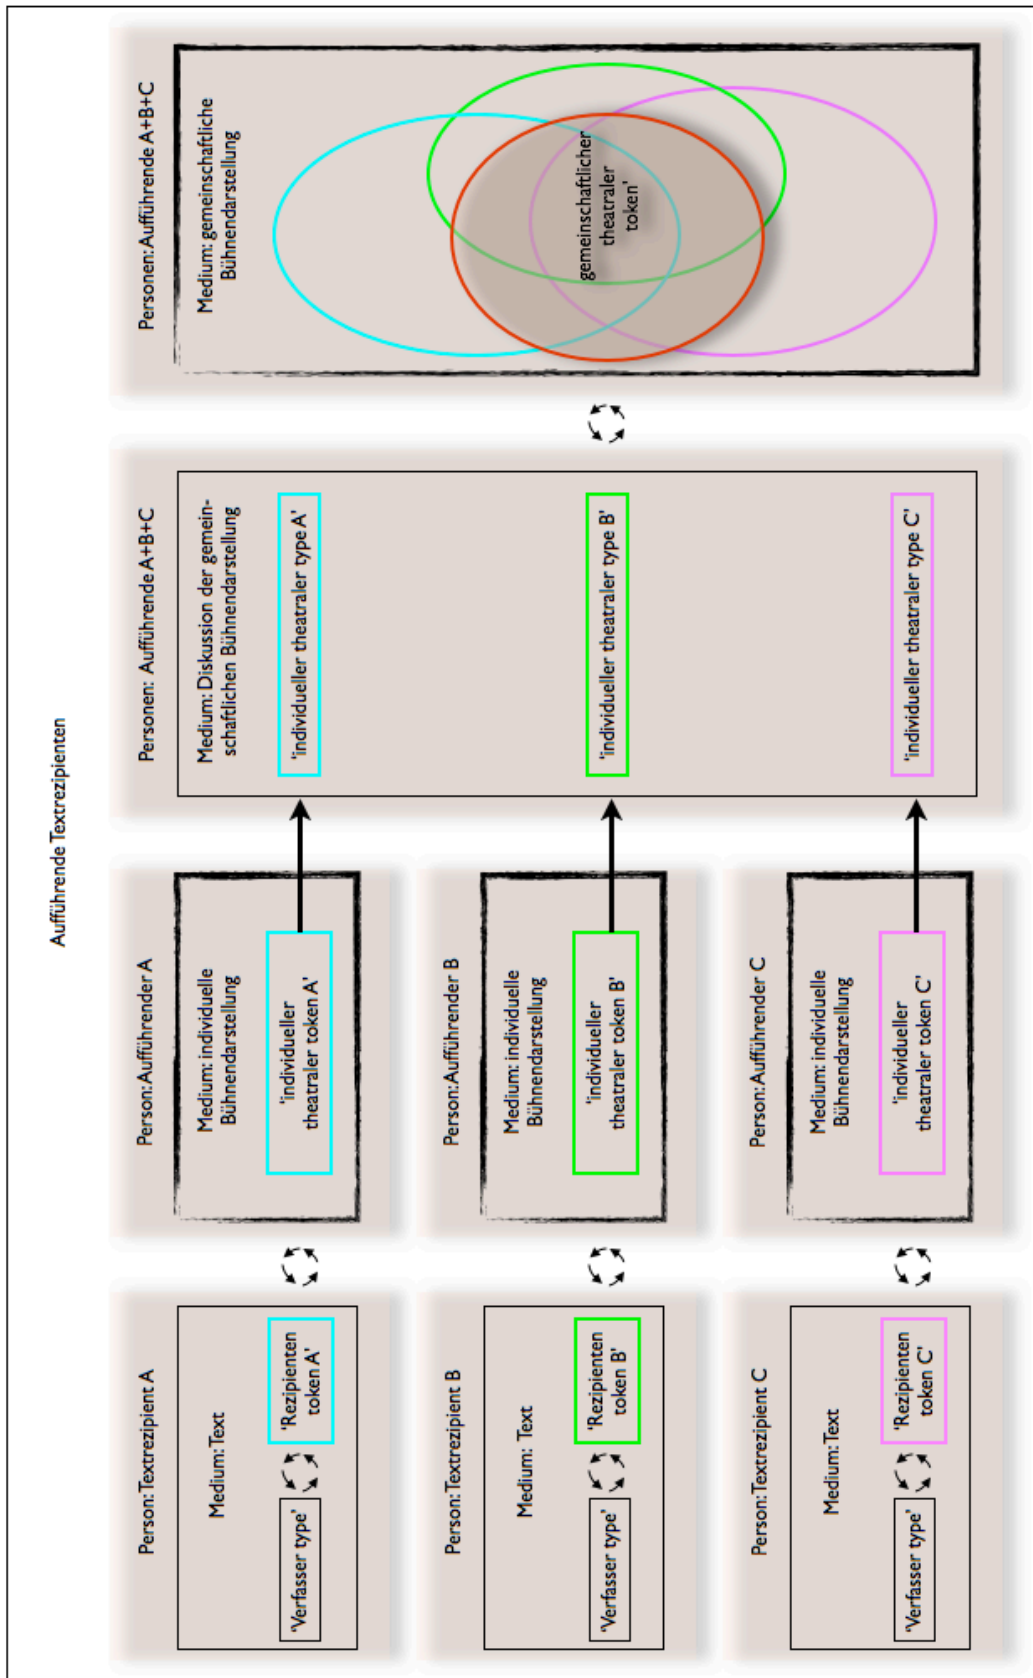 Aufführende Textrezipienten
Person: Textrezipient A
Medium: Text
'Verfasser type'
'Rezipienten
token A'
Person: Aufführender A
Medium: individuelle
Bühnendarstellung
'individueller
theatraler token A'
Person: Textrezipient B
Medium: Text
'Verfasser type'
'Rezipienten
token B'
Person: Aufführender B
Medium: individuelle
Bühnendarstellung
'individueller
theatraler token B'
Person: Textrezipient C
Medium: Text
'Verfasser type'
'Rezipienten
token C'
Person: Aufführender C
Medium: individuelle
Bühnendarstellung
'individueller
theatraler token C'
Personen: Aufführende A+B+C
Medium: Diskussion der gemein-
schaftlichen Bühnendarstellung
'individueller theatraler type A'
'individueller theatraler type B'
'individueller theatraler type C'
Personen: Aufführende A+B+C
Medium: gemeinschaftliche
Bühnendarstellung
gemeinschaftlicher
theatraler
token'